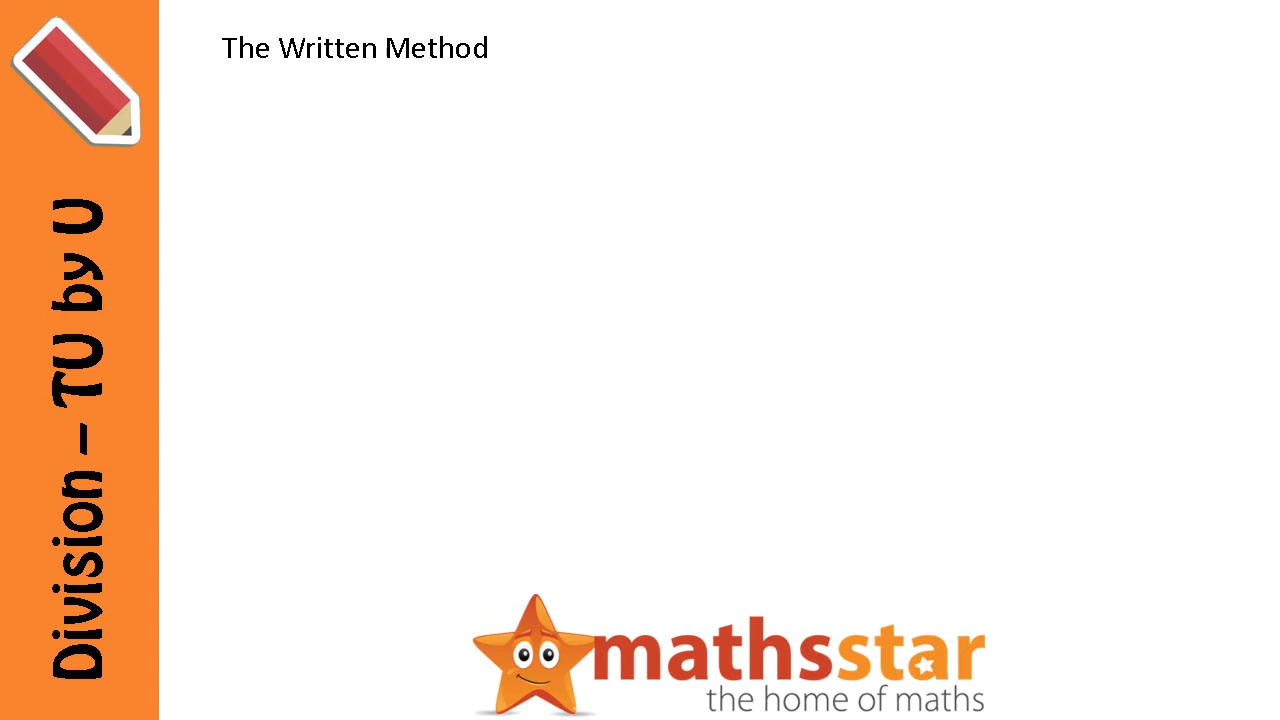 The Written Method
Division – TU by U
mathsstar
the home of maths